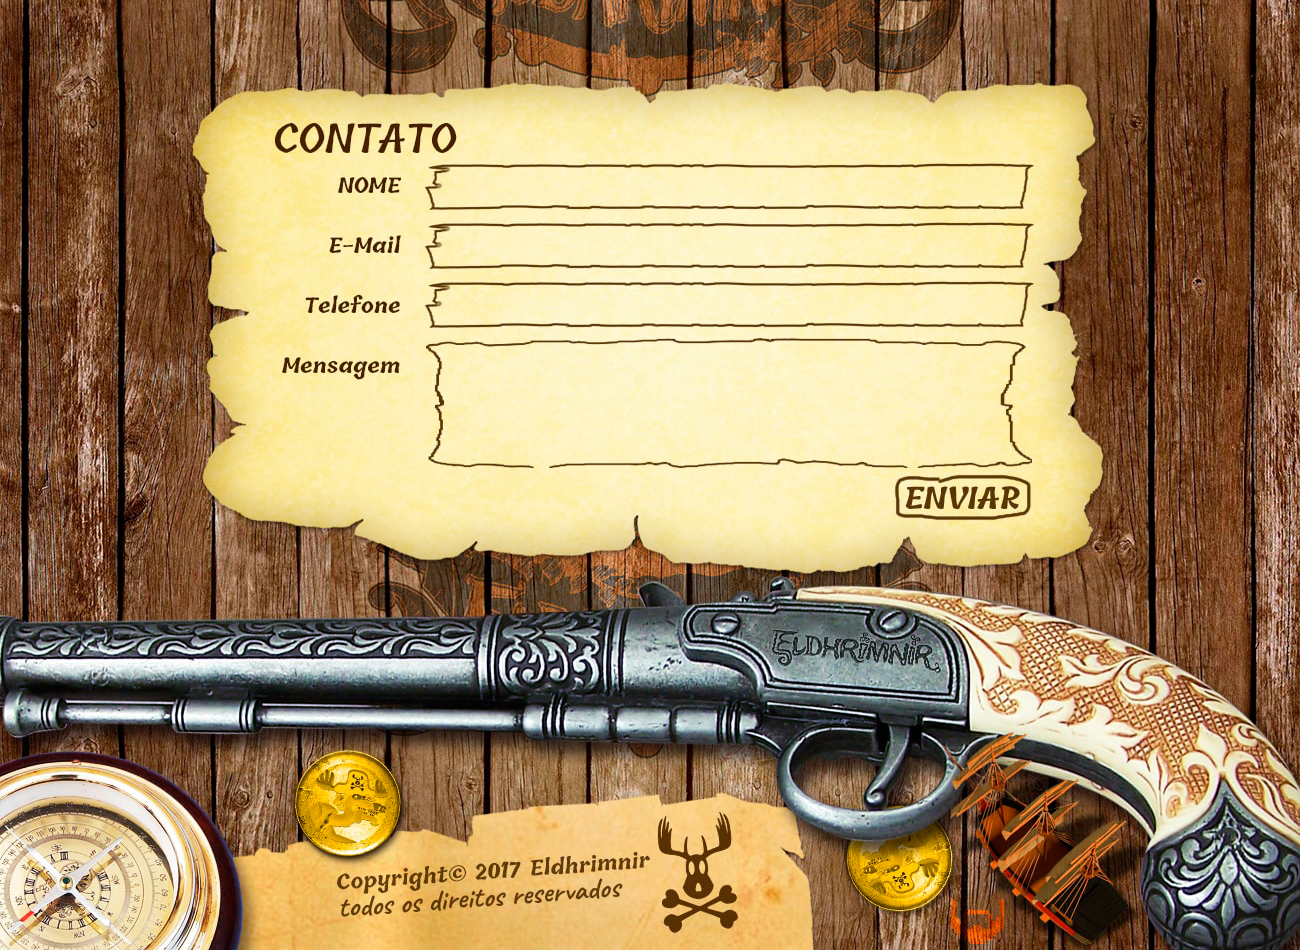 CONTATO
NOME
E-Mail
Telefone
Mensagem
ENVIAR
ELDHRIMNIR
Copyright© 2017 Eldhrimnir
todos os direitos reservados